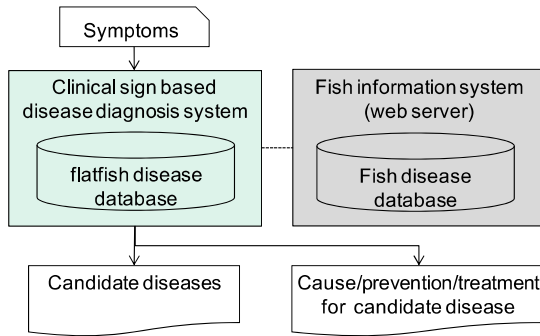 Symptoms
Clinical sign based
disease diagnosis system
flatfish disease
database
Fish information system
(web server)
Fish disease
database
Candidate diseases
Cause/prevention/treatment
for candidate disease